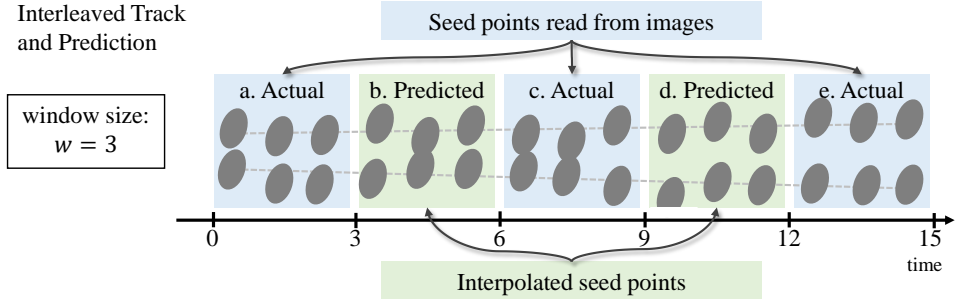 Interleaved Track
and Prediction
Seed points read from images
window size:
w = 3
a. Actual
b. Predicted
c. Actual
d. Predicted
e. Actual
0
3
6
9
12
15
time
Interpolated seed points